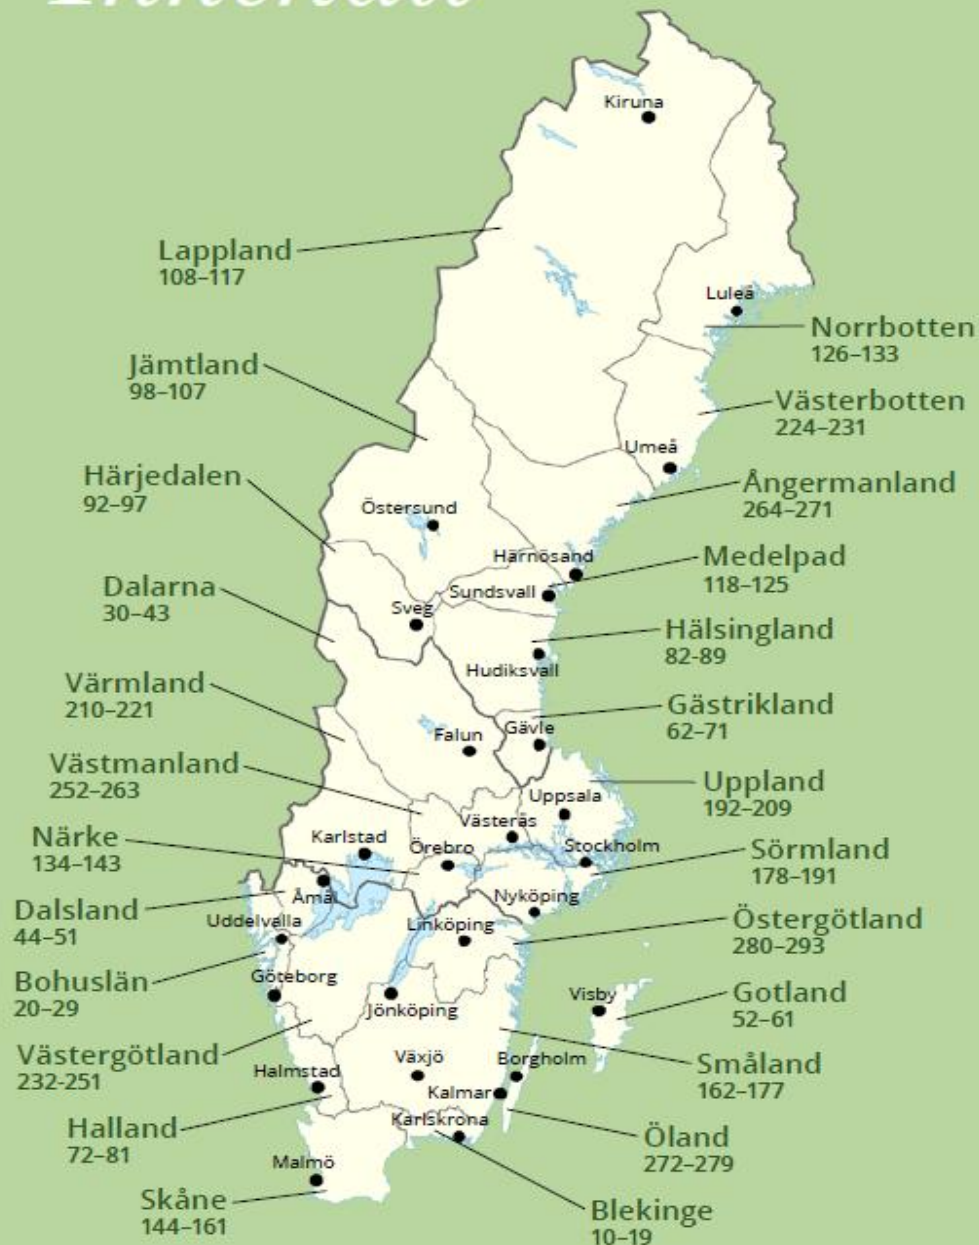 Innehåll
Kiruna
Lappland
108–117
Luleå
Norrbotten
126–133
Jämtland
98–107
Västerbotten
224–231
Umeå
Härjedalen
92–97
Ångermanland
264–271
Östersund
Härnösand
Medelpad
118–125
Dalarna
30–43
Sundsvall
Sveg
Hälsingland
82-89
Hudiksvall
Värmland
210–221
Gästrikland
62–71
Gävle
Falun
Västmanland
252–263
Uppland
192–209
Uppsala
Västerås
Närke
134–143
Karlstad
Örebro
Stockholm
Sörmland
178–191
Åmål
Nyköping
Dalsland
44–51
Uddelvalla
Linköping
Östergötland
280–293
Bohuslän
20–29
Göteborg
Jönköping
Visby
Gotland
52–61
Västergötland
232-251
Halmstad
Växjö
Borgholm
Småland
162–177
Kalmar
Halland
72–81
Karlskrona
Öland
272–279
Malmö
Skåne
144–161
Blekinge
10–19